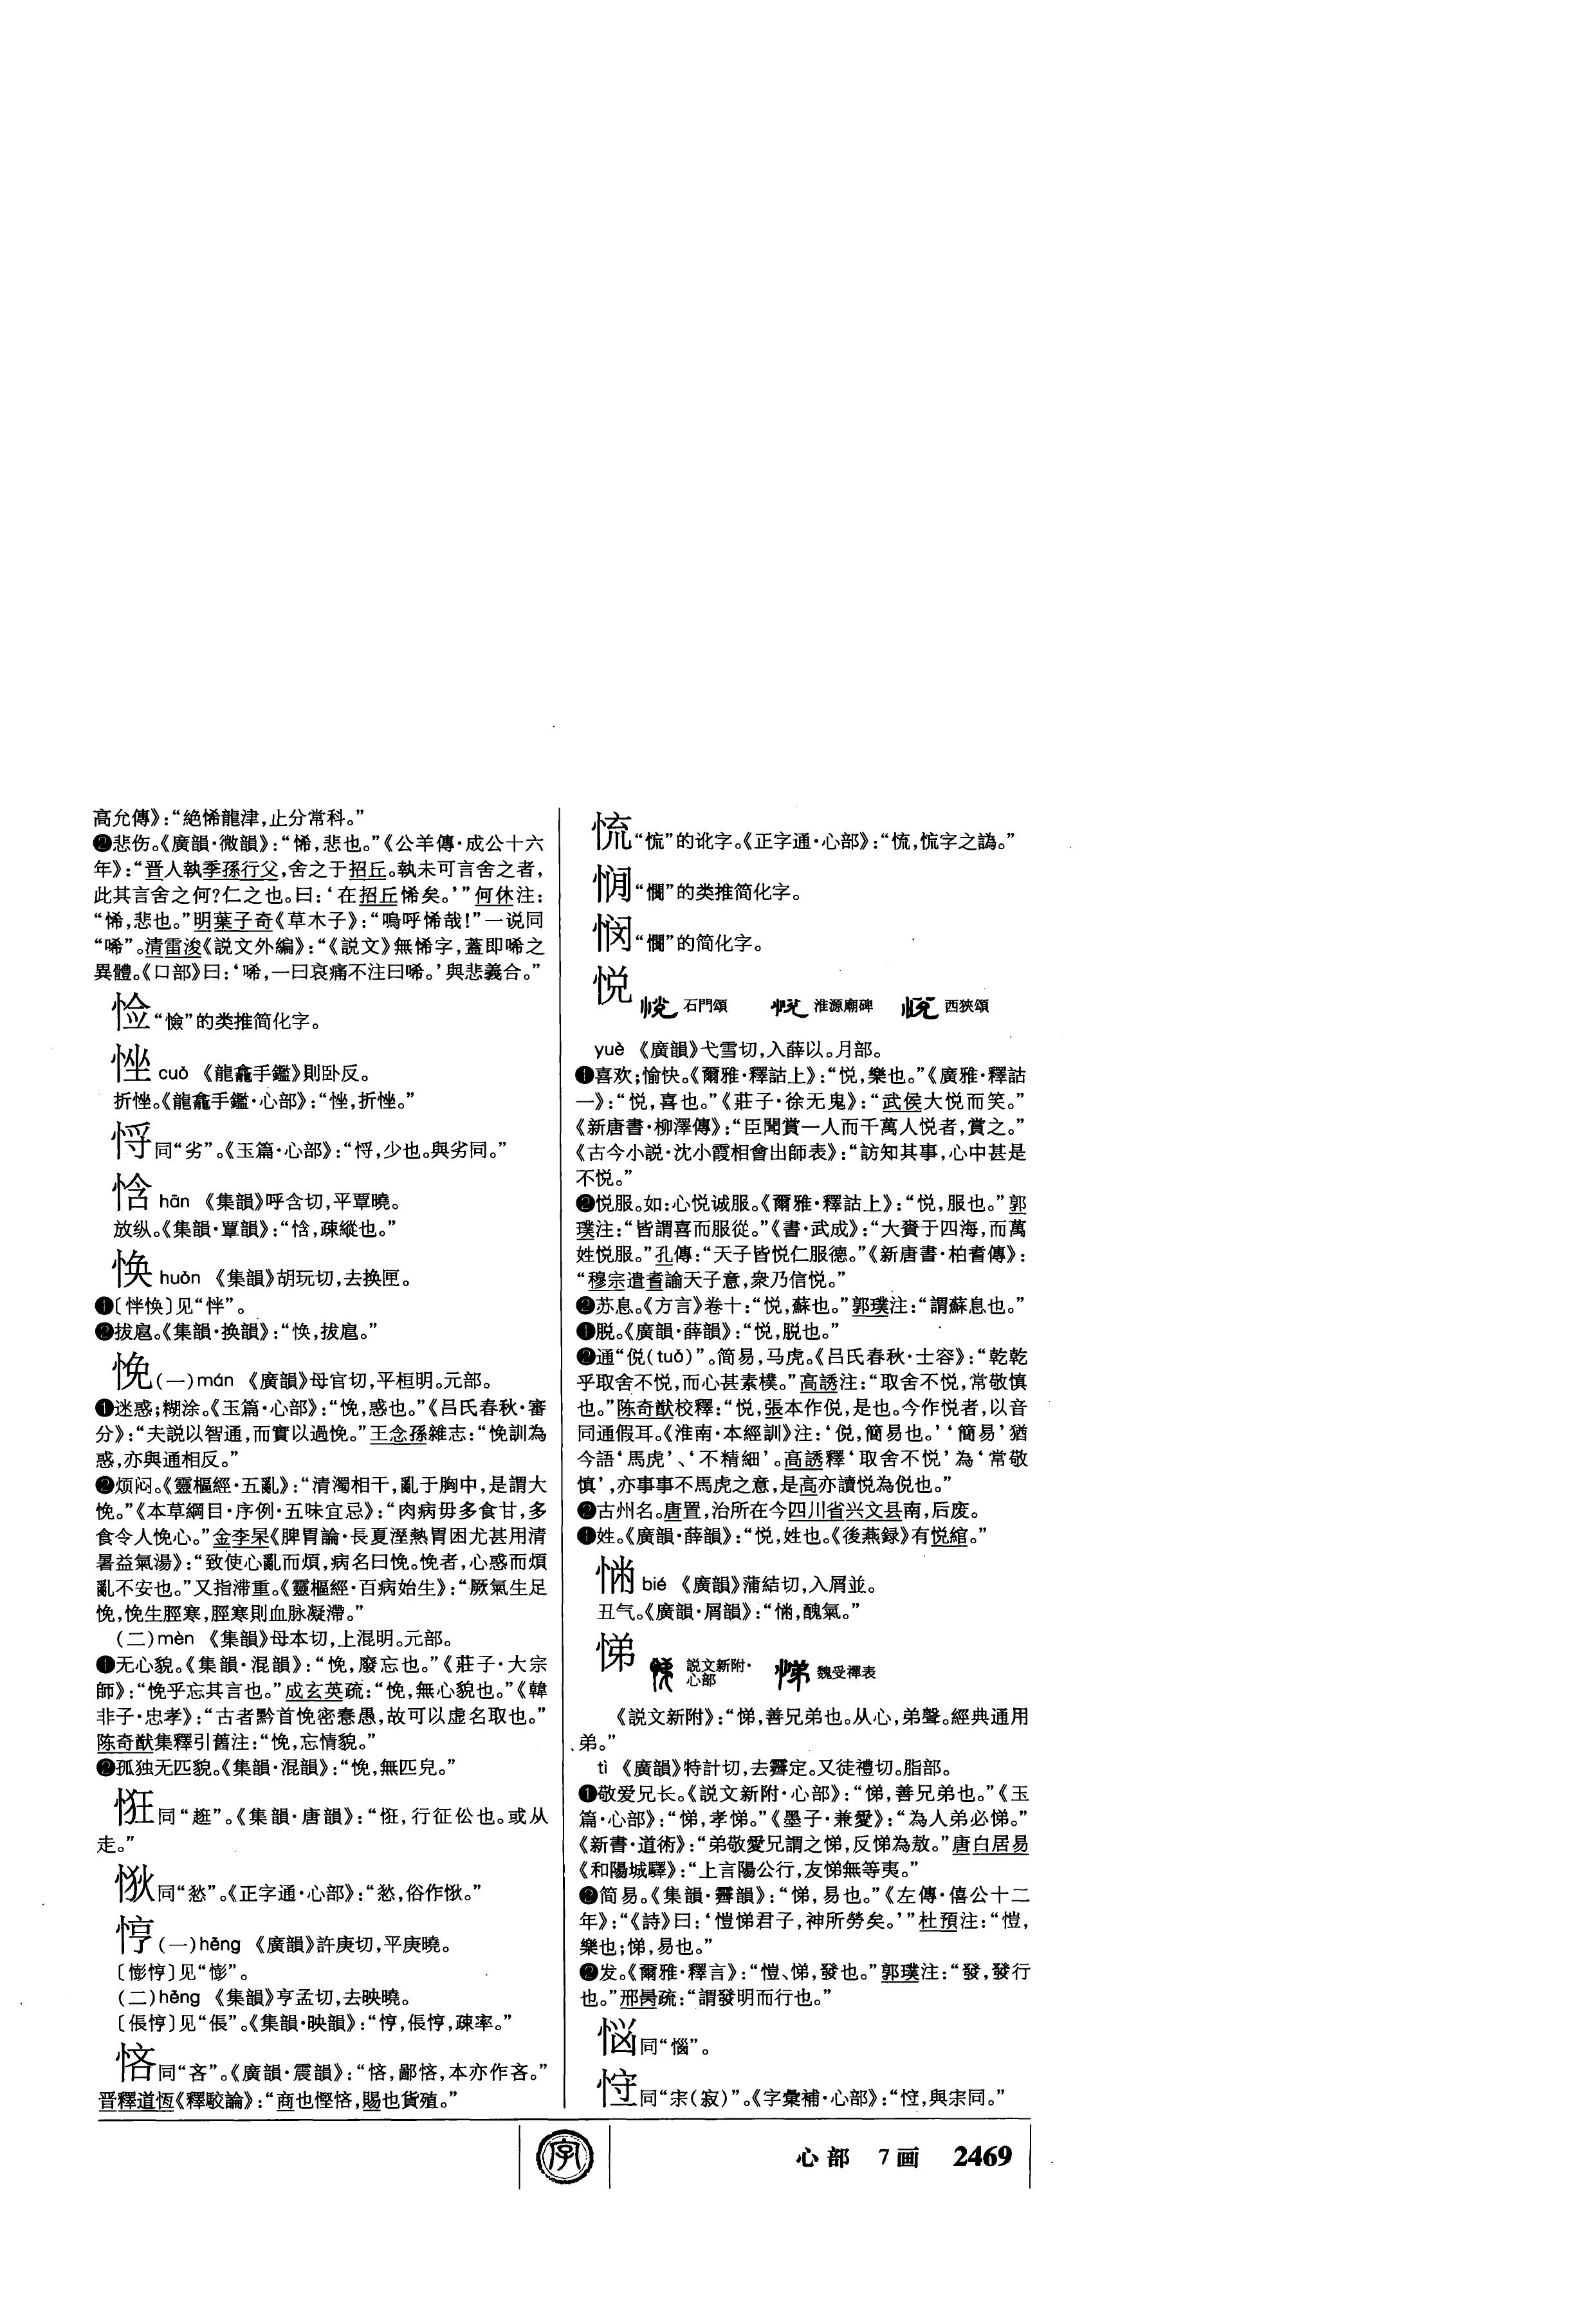 高允傳》：“絶悕龍津，止分常科。”
❷悲伤。《廣韻·微韻》：“悕，悲也。”《公羊傳·成公十六
年》：“晋人執季孫行父，舍之于招丘。執未可言舍之者，
此其言舍之何？仁之也。曰：‘在招丘悕矣。’”何休注：
“悕，悲也。”明葉子奇《草木子》：“嗚呼悕哉！”一说同
“唏”。清雷浚《説文外編》：“《説文》無悕字，蓋即唏之
異體。《口部》曰：‘唏，一曰哀痛不泣曰唏。’與悲義合。”
𪫺“憸”的类推简化字。
㛗 cuǒ 《龍龕手鑑》則卧反。
《龍龕手鑑·心部》
同“劣”。《玉篇·心部》：“㤡，少也。與劣同。”
㤷 hān 《集韻》呼含切，平覃曉。
放纵。《集韻·覃韻》：“㤷，疎縱也。”
㬇 huǒn 《集韻》胡玩切，去换匣。
❶〔怑㤳〕见“怑”。
❷拔扈。《集韻·换韻》：“㤳，拔扈。”
悗(一)mán 《廣韻》母官切，平桓明。元部。
❶迷惑；糊涂。《玉篇·心部》：“悗，惑也。”《吕氏春秋·審
分》：“夫説以智通，而實以過悗。”王念孫雜志：“悗訓為
惑，亦與通相反。”
❷烦闷。《靈樞經·五亂》：“清濁相干，亂于胸中，是謂大
悗。”《本草綱目·序例·五味宜忌》：“肉病毋多食甘，多
食令人悗心。”金李杲《脾胃論·長夏溼熱胃困尤甚用清
暑益氣湯》：“致使心亂而煩，病名曰悗。悗者，心惑而煩
亂不安也。”又指滞重。《靈樞經·百病始生》：“厥氣生足
悗，悗生脛寒，脛寒則血脉凝滯。”
(二)mèn 《集韻》母本切，上混明。元部。
❶无心貌。《集韻·混韻》：“悗，廢忘也。”《莊子·大宗
師》：“悗乎忘其言也。”成玄英疏：“悗，無心貌也。”《韓
非子·忠孝》：“古者黔首悗密惷愚，故可以虚名取也。”
陈奇猷集釋引舊注：“悗，忘情貌。”
❷孤独无匹貌。《集韻·混韻》：“悗，無匹皃。”
㤮同“逛”。《集韻·唐韻》：“㤮，行征伀也。或从
走。”
同“愁”。《正字通·心部》：“愁，俗作㤥。”
悙(一)hēng 《廣韻》許庚切，平庚曉。
〔憉悙〕见“憉”。
(二)hèng 《集韻》亨孟切，去映曉。
〔倀悙〕见“倀”。《集韻·映韻》：“悙，倀悙，疎率。”
悋同“吝”。《廣韻·震韻》：“悋，鄙悋，本亦作吝。”
晋釋道恆《釋駁論》：“商也慳悋，賜也貨殖。”
㤺“慌”的讹字。《正字通·心部》：“㤺，慌字之譌。”
“憪”的类推简化字。
悯“憫”的简化字。
悦 石門頌 淮源廟碑 西狹頌
yuè 《廣韻》弋雪切，入薛以。月部。
❶喜欢；愉快。《爾雅·釋詁上》：“悦，樂也。”《廣雅·釋詁
一》：“悦，喜也。”《莊子·徐无鬼》：“武侯大悦而笑。”
《新唐書·柳澤傳》：“臣聞賞一人而千萬人悦者，賞之。”
《古今小説·沈小霞相會出師表》：“訪知其事，心中甚是
不悦。”
❷悦服。如：心悦诚服。《爾雅·釋詁上》：“悦，服也。”郭
璞注：“皆謂喜而服從。”《書·武成》：“大賚于四海，而萬
姓悦服。”孔傳：“天子皆悦仁服德。”《新唐書·柏耆傳》：
“穆宗遣耆諭天子意，衆乃信悦。”
❷苏息。《方言》卷十：“悦，蘇也。”郭璞注：“謂蘇息也。”
❶脱。《廣韻·薛韻》：“悦，脱也。”
❷通“侻(tuǒ)”。简易，马虎。《吕氏春秋·士容》：“乾乾
乎取舍不悦，而心甚素樸。”高誘注：“取舍不悦，常敬慎
也。”陈奇猷校釋：“悦，張本作侻，是也。今作悦者，以音
同通假耳。《淮南·本經訓》注：‘侻，簡易也。’‘簡易’猶
今語‘馬虎’、‘不精細’。高誘釋‘取舍不悦’為‘常敬
慎’，亦事事不馬虎之意，是高亦讀悦為侻也。”
❷古州名。唐置，治所在今四川省兴文县南，后废。
❶姓。《廣韻·薛韻》：“悦，姓也。《後燕録》有悦綰。”
bié 《廣韻》蒲結切，入屑並。
丑气。《廣韻·屑韻》
悌 説文新附·心部 魏受禪表
《説文新附》：“悌，善兄弟也。从心，弟聲。經典通用
弟。”
tì 《廣韻》特計切，去霽定。又徒禮切。脂部。
❶敬爱兄长。《説文新附·心部》：“悌，善兄弟也。”《玉
篇·心部》：“悌，孝悌。”《墨子·兼愛》：“為人弟必悌。”
《新書·道術》：“弟敬愛兄謂之悌，反悌為敖。”唐白居易
《和陽城驛》：“上言陽公行，友悌無等夷。”
❷简易。《集韻·霽韻》：“悌，易也。”《左傳·僖公十二
年》：“《詩》曰：‘愷悌君子，神所勞矣。’”杜預注：“愷，
樂也；悌，易也。”
❷发。《爾雅·釋言》：“愷、悌，發也。”郭璞注：“發，發行
也。”邢昺疏：“謂發明而行也。”
恼同“惱”。
同“宋(寂)”。《字彙補·心部》
心部 7画 2469